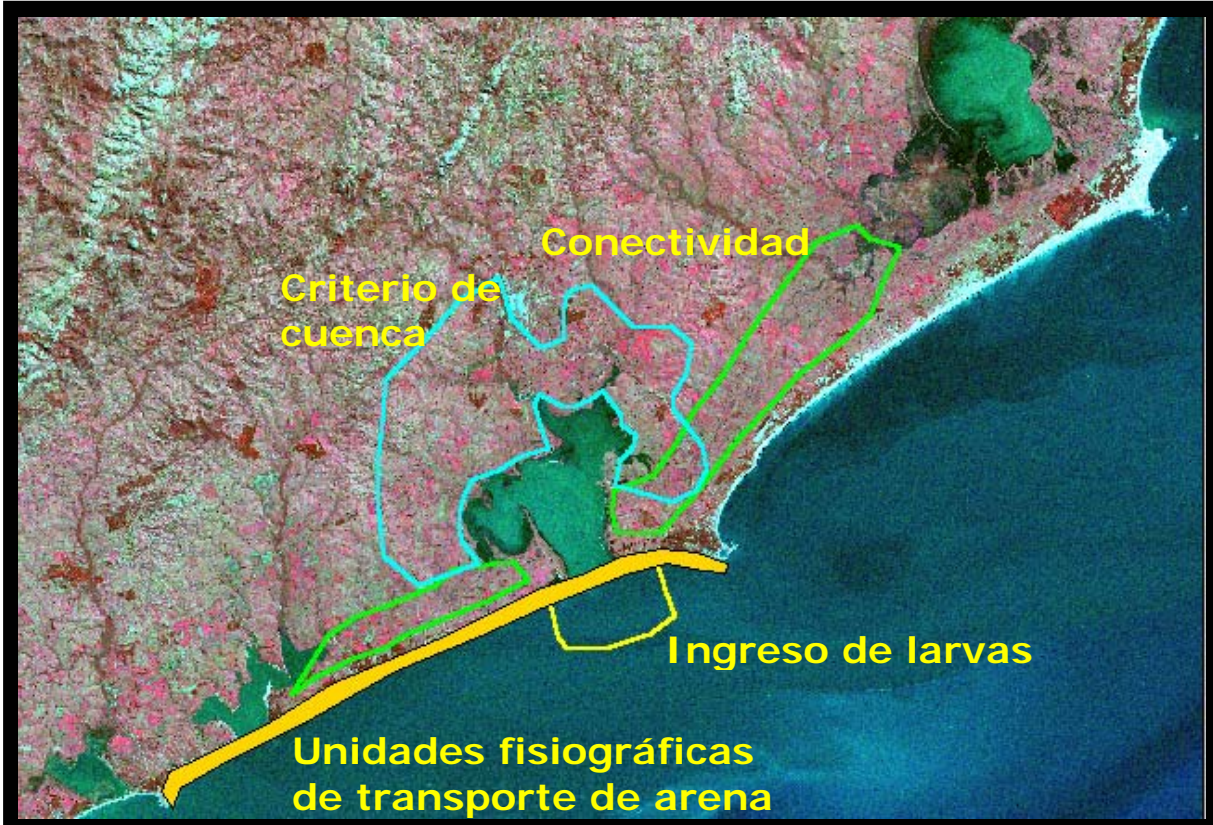 Conectividad
Criterio de
cuenca
Ingreso de larvas
Unidades fisiográficas
de transporte de arena